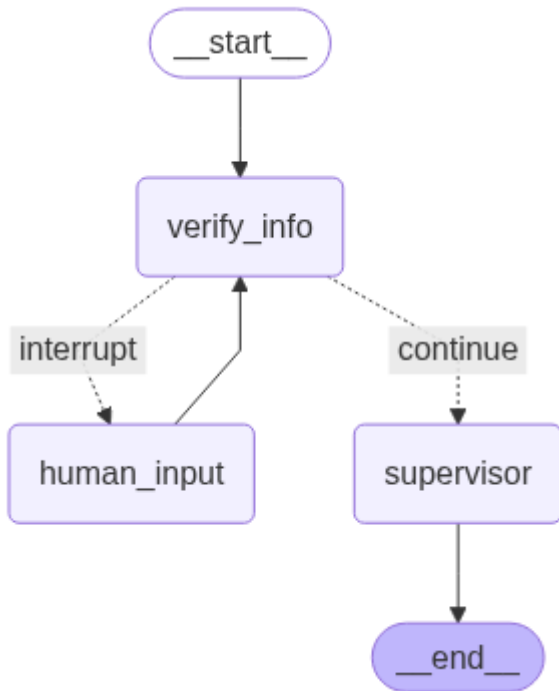 __start__
verify_info
interrupt
continue
human_input
supervisor
__end__